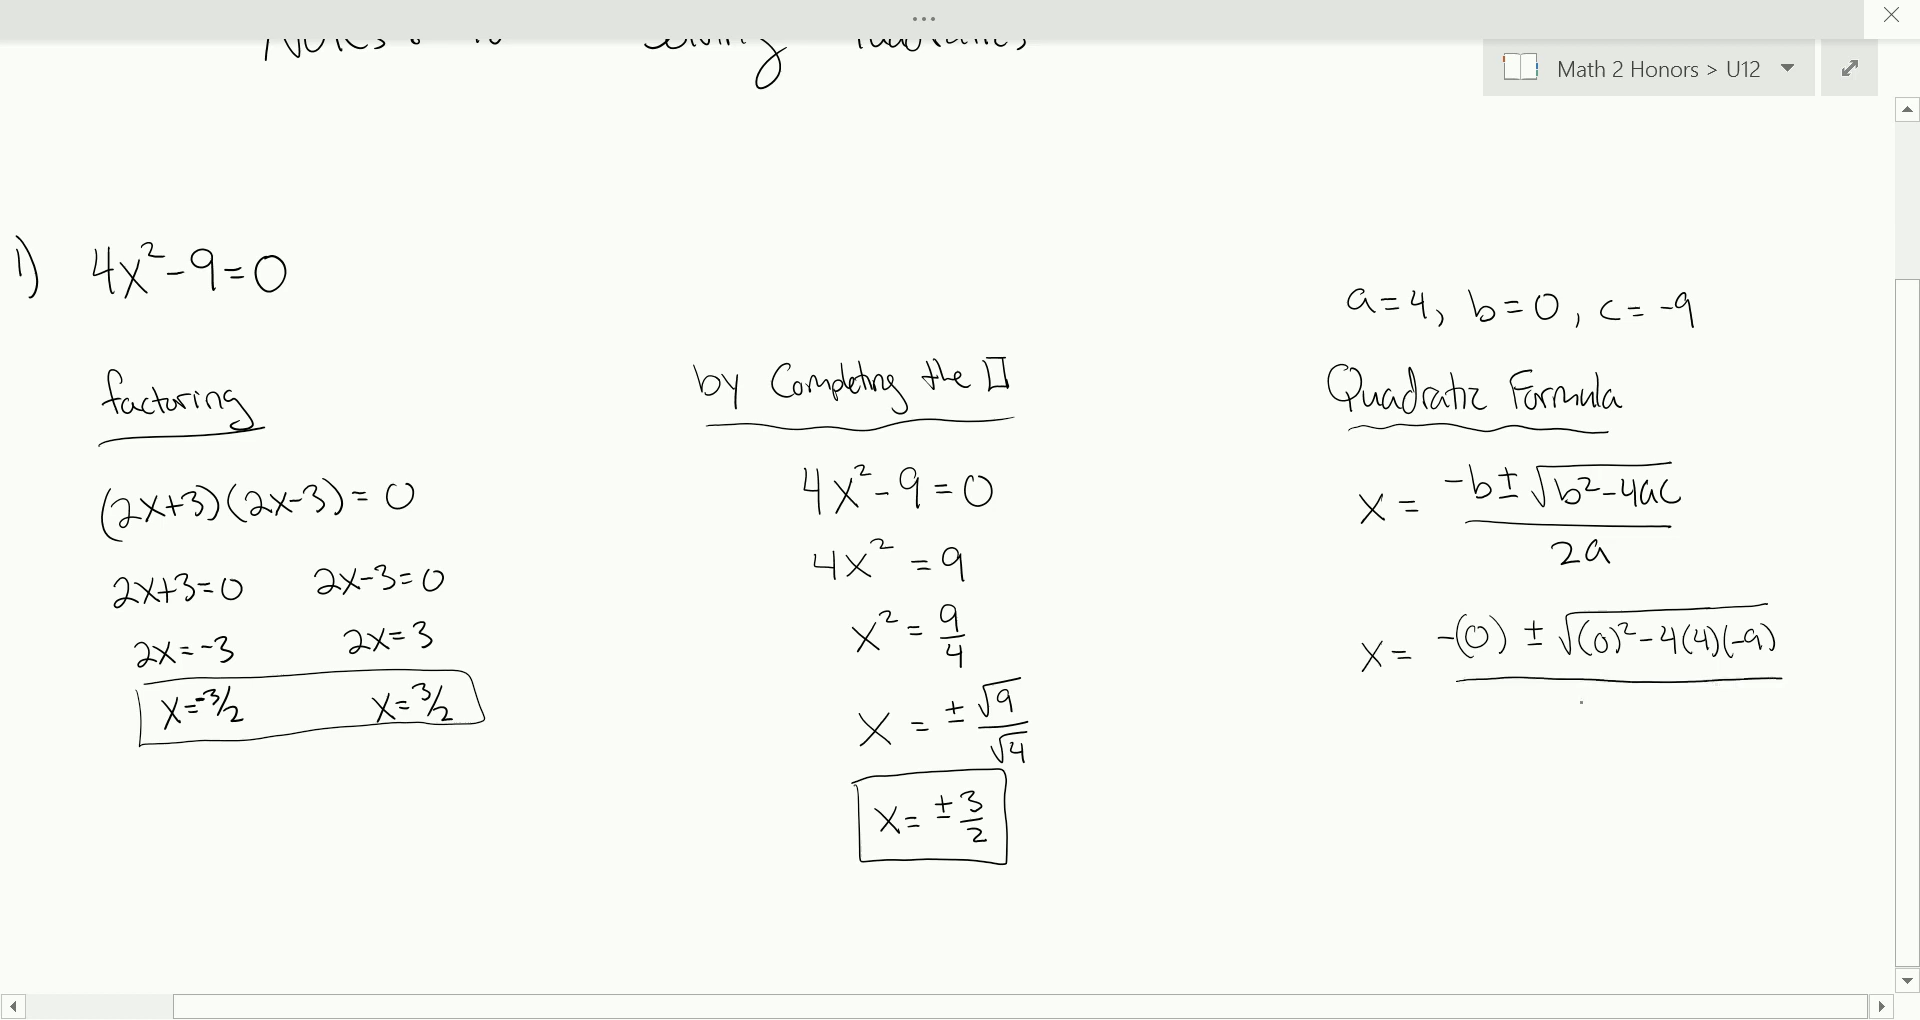 Math 2 Honors > U12
1) 4x²-9=0
a=4, b=0, c=-9
factoring
(2x+3)(2x-3)=0
2x+3=0 2x-3=0
2x=-3 2x=3
x=-3/2 x=3/2
by Completing the □
4x²-9=0
4x²=9
x²=9/4
x=±√9/√4
x=±3/2
Quadratic Formula
x=-b±√b²-4ac/2a
x=-(0)±√(0)²-4(4)(-9)